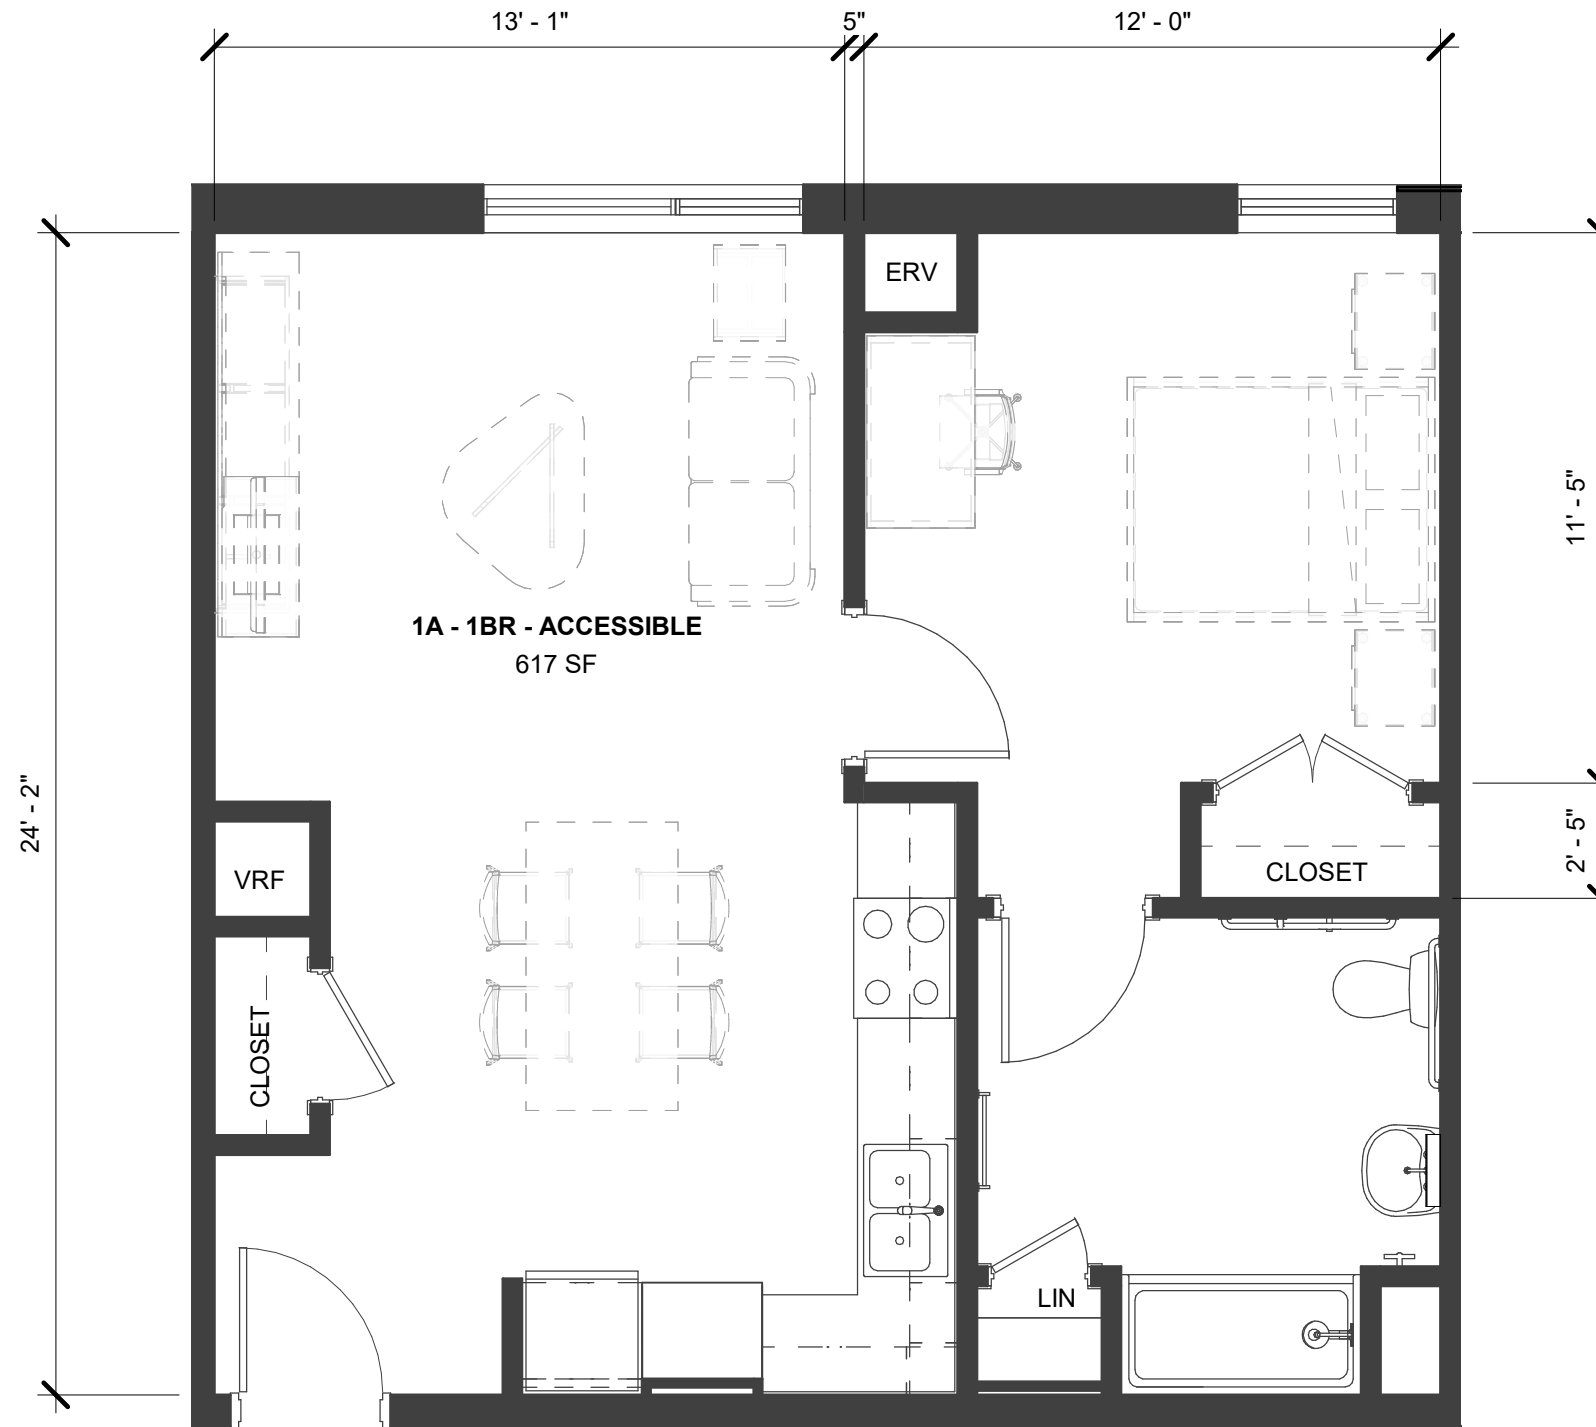 13' - 1"
5"
12' - 0"
ERV
11' - 5"
1A - 1BR - ACCESSIBLE
617 SF
24' - 2"
2' - 5"
VRF
CLOSET
CLOSET
LIN